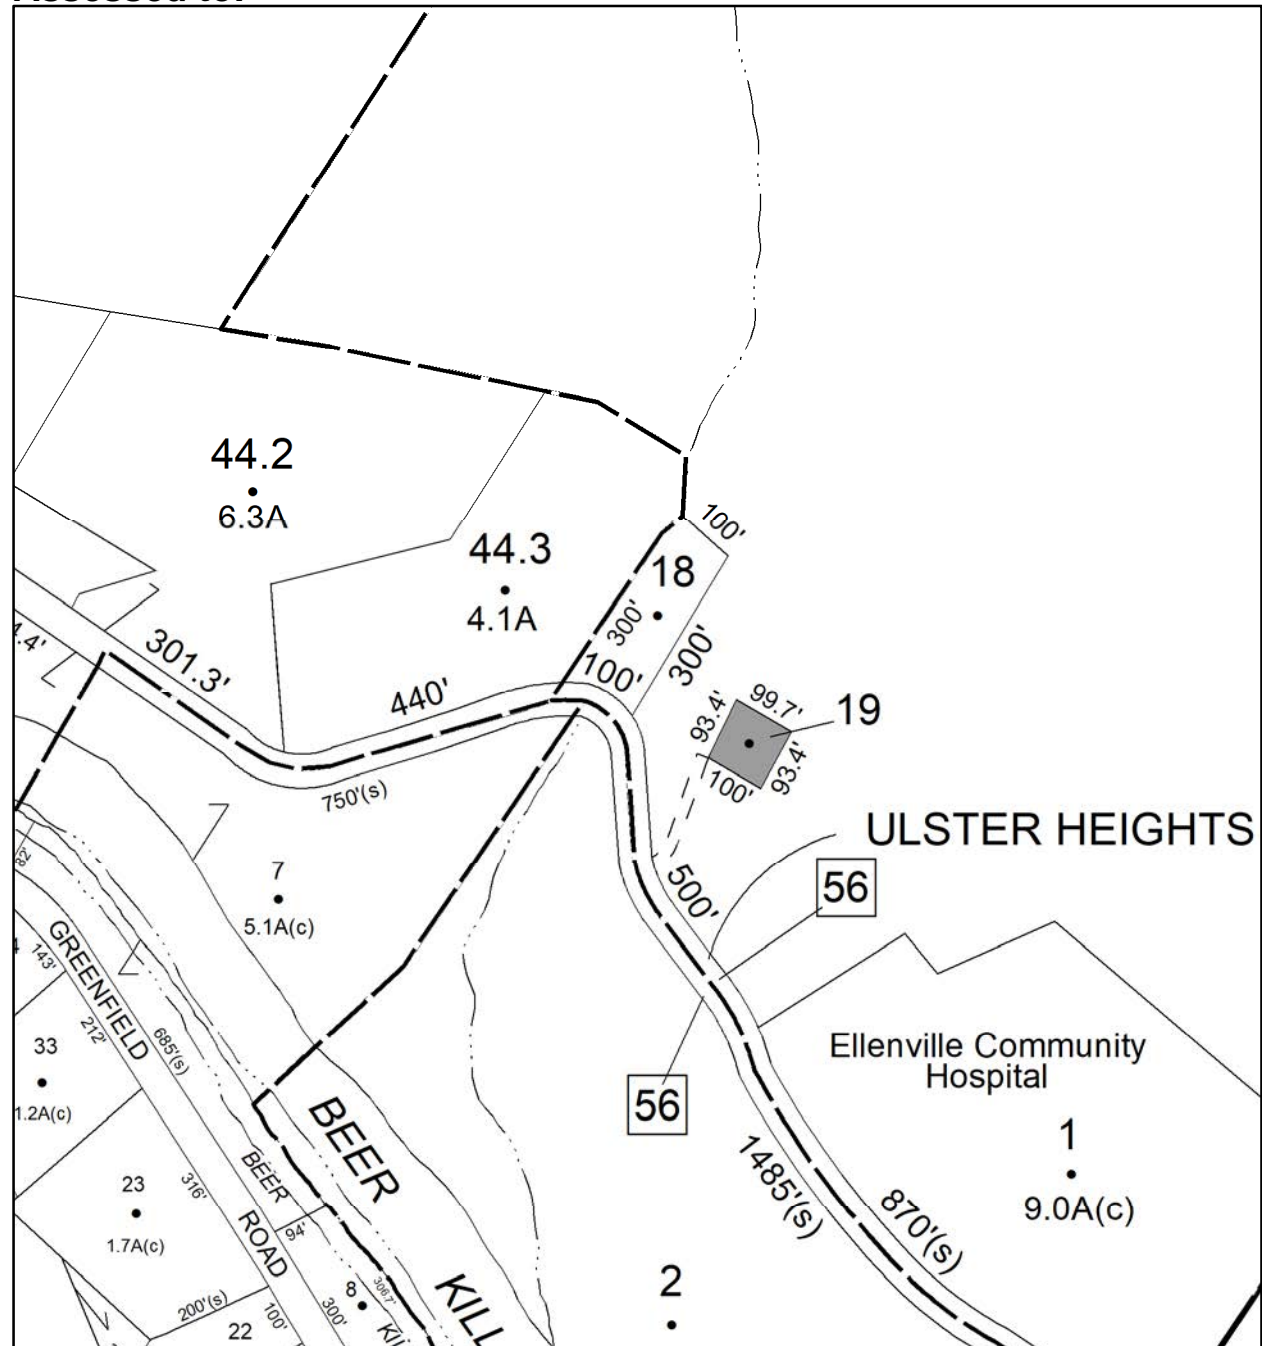 44.2
6.3A
100'
44.3
18
4.1A
300'
300'
100'
301.3'
440'
93.4'
99.7'
19
93.4'
100'
750'(s)
ULSTER HEIGHTS
82'
7
500'
56
5.1A(c)
GREENFIELD
143'
212'
685'(s)
33
1.2A(c)
Ellenville Community
Hospital
56
BEER
1
23
316'
BEER
1485'(s)
870'(s)
9.0A(c)
1.7A(c)
ROAD
94'
2
KILL
8
306.7'
200'(s)
100'
300'
22